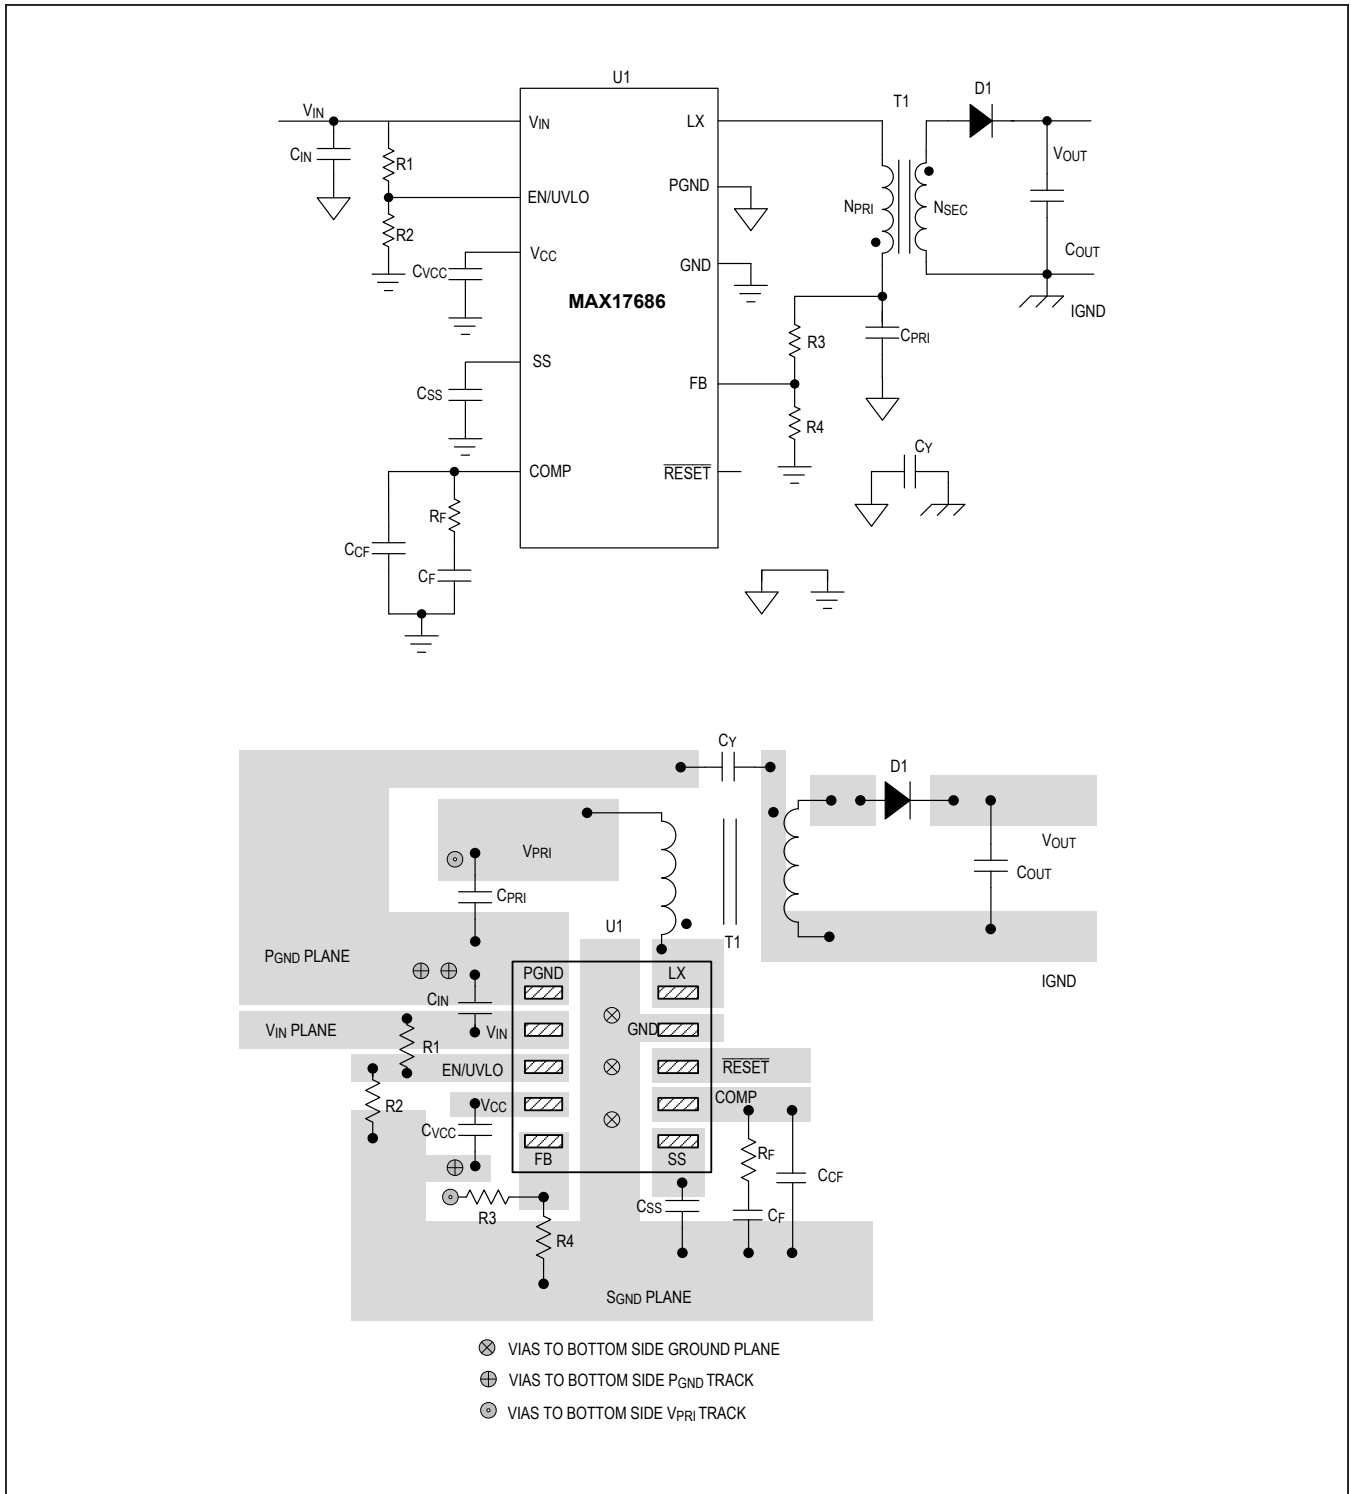 U1
D1
T1
VIN
VIN
LX
CIN
R1
VOUT
PGND
EN/UVLO
NPRI
NSEC
R2
COUT
VCC
GND
CVCC
MAX17686
IGND
R3
CPRI
SS
FB
CSS
R4
CY
COMP
RESET
RF
CCF
CF
CY
D1
VPRI
VOUT
COUT
CPRI
U1
T1
PGND PLANE
PGND
LX
IGND
CIN
VIN PLANE
VIN
GND
R1
EN/UVLO
RESET
R2
VCC
COMP
CVCC
FB
SS
RF
CCF
R3
CSS
CF
R4
SGND PLANE
VIAS TO BOTTOM SIDE GROUND PLANE
VIAS TO BOTTOM SIDE PGND TRACK
VIAS TO BOTTOM SIDE VPRI TRACK